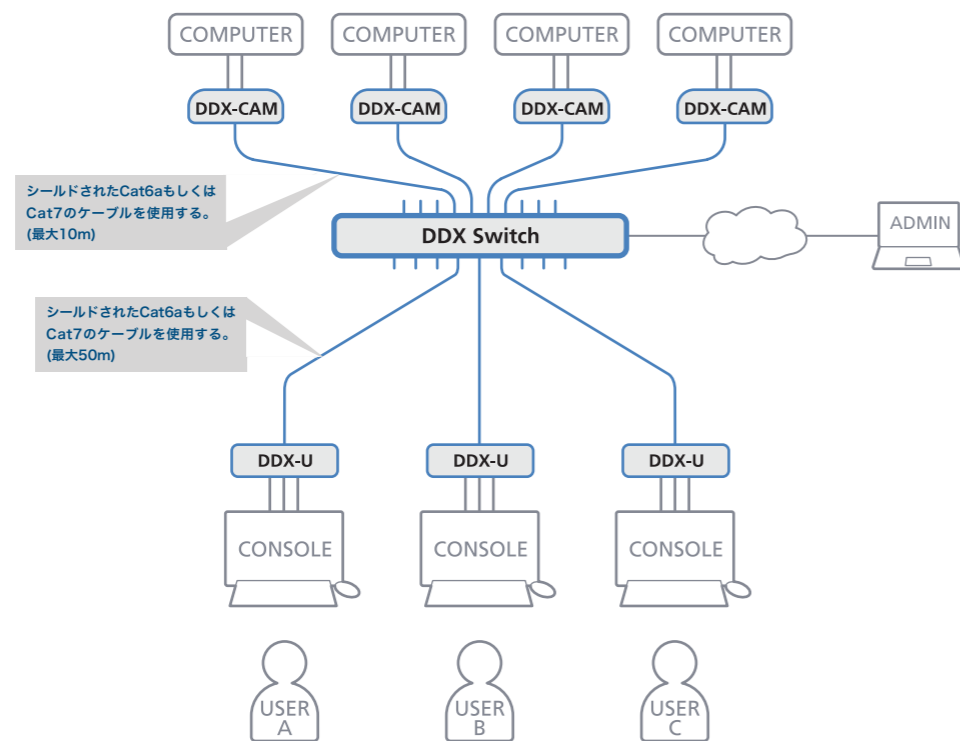 COMPUTER
COMPUTER
COMPUTER
COMPUTER
DDX-CAM
DDX-CAM
DDX-CAM
DDX-CAM
シールドされたCat6aもしくは
Cat7のケーブルを使用する。
(最大10m)
DDX Switch
ADMIN
シールドされたCat6aもしくは
Cat7のケーブルを使用する。
(最大50m)
DDX-U
DDX-U
DDX-U
CONSOLE
CONSOLE
CONSOLE
USER
A
USER
B
USER
C